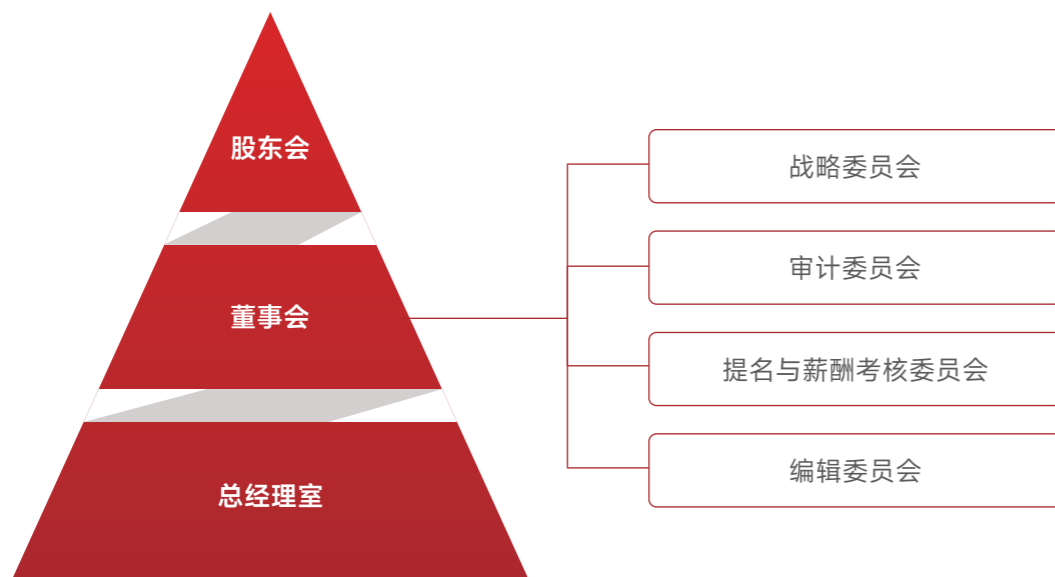 股东会
董事会
总经理室
战略委员会
审计委员会
提名与薪酬考核委员会
编辑委员会